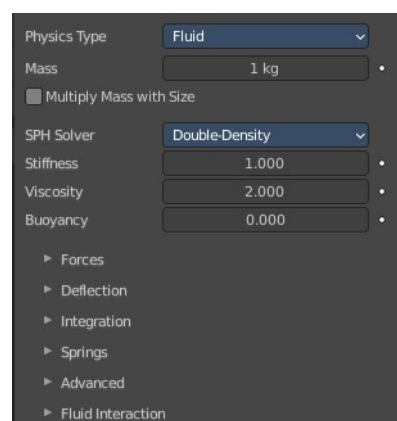 Physics Type Fluid
Mass 1 kg
Multiply Mass with Size
SPH Solver Double-Density
Stiffness 1.000
Viscosity 2.000
Buoyancy 0.000
Forces
Deflection
Integration
Springs
Advanced
Fluid Interaction